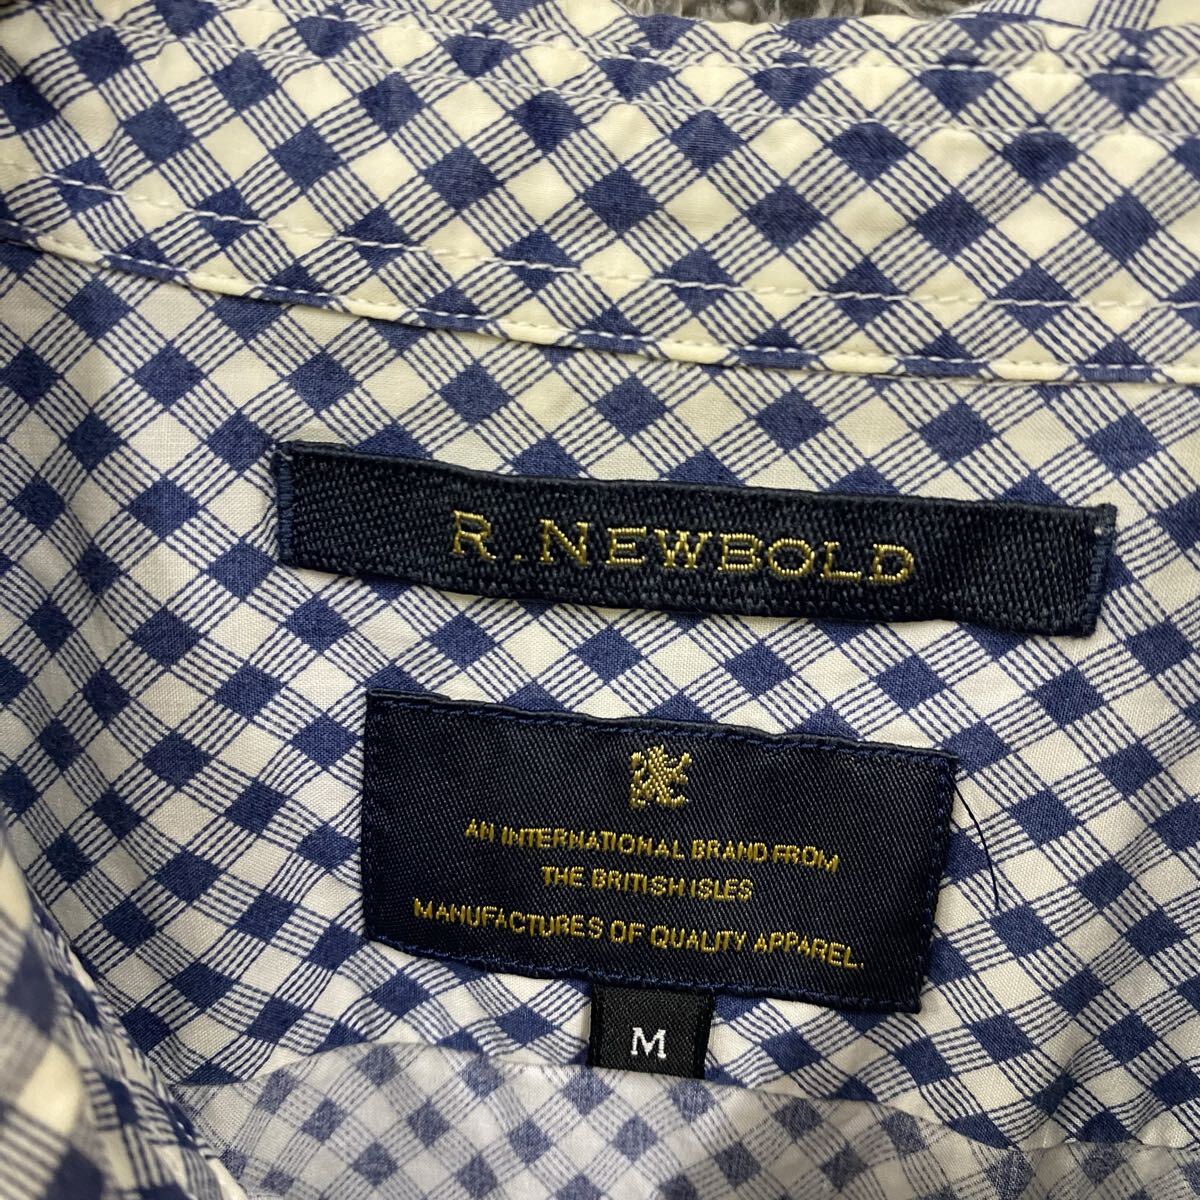 R. NEWBOLD
AN INTERNATIONAL BRAND FROM
THE BRITISH ISLES
MANUFACTURES OF QUALITY APPAREL.
M